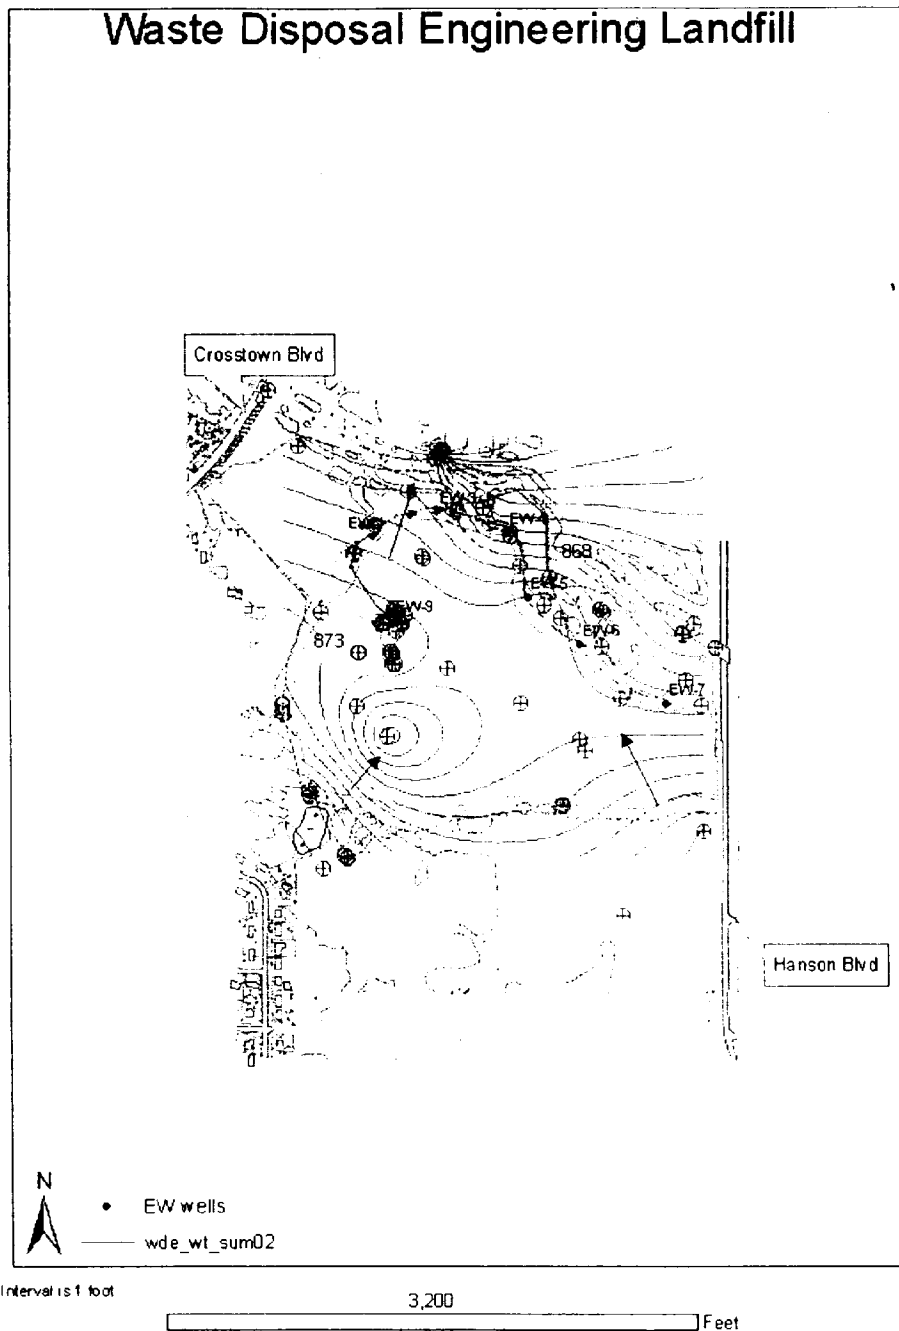 Waste Disposal Engineering Landfill
Crosstown Blvd
EW-5
868
EW-9
873
EW-6
EW-7
Hanson Blvd
N
EW wells
wde_wt_sum02
Interval is 1 foot
3,200
Feet